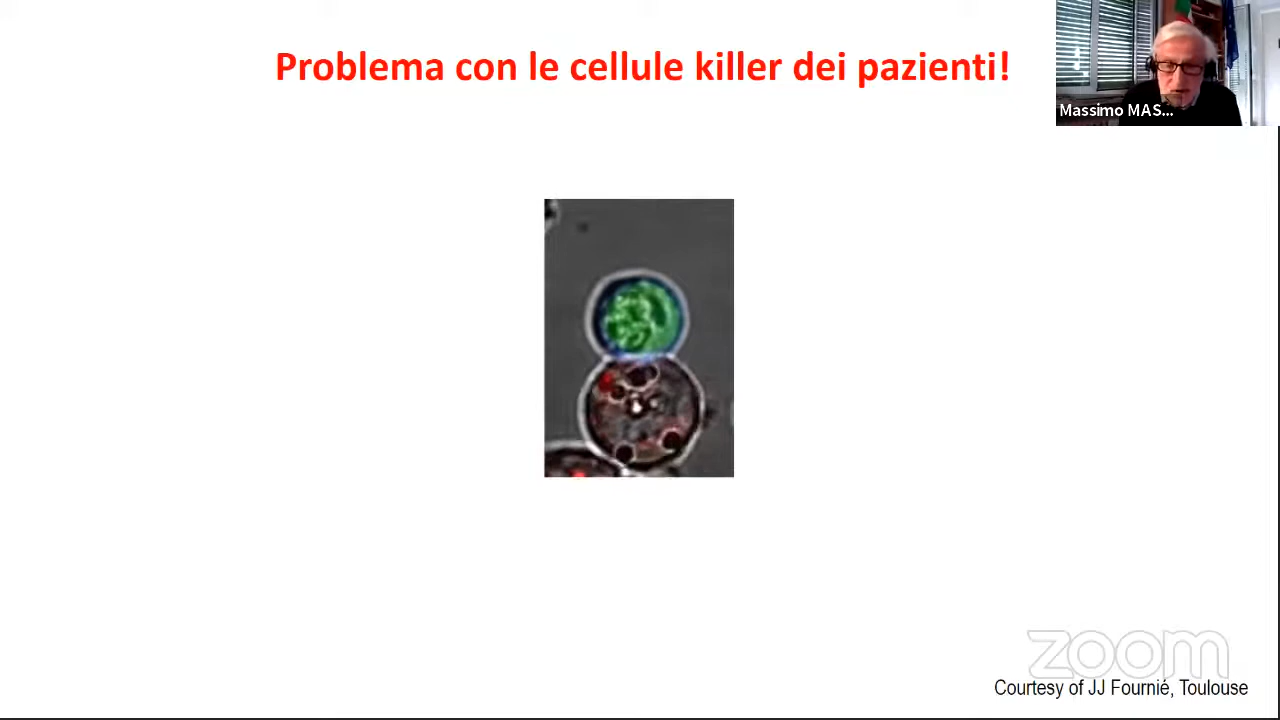 Problema con le cellule killer dei pazienti!
Massimo MAS...
zoom
Courtesy of JJ Fournié, Toulouse